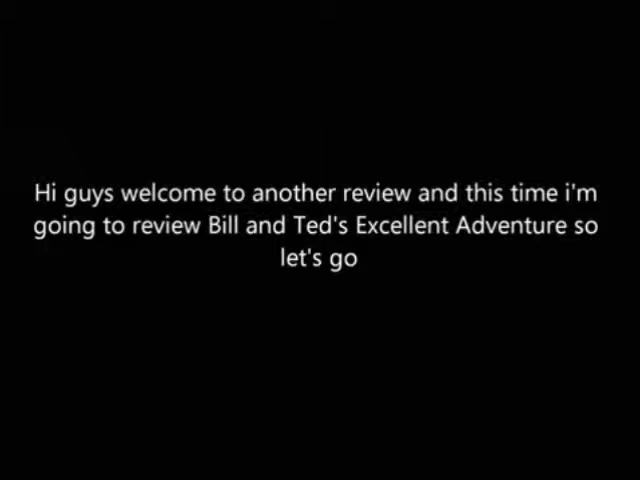 Hi guys welcome to another review and this time i'm
going to review Bill and Ted's Excellent Adventure so
let's go